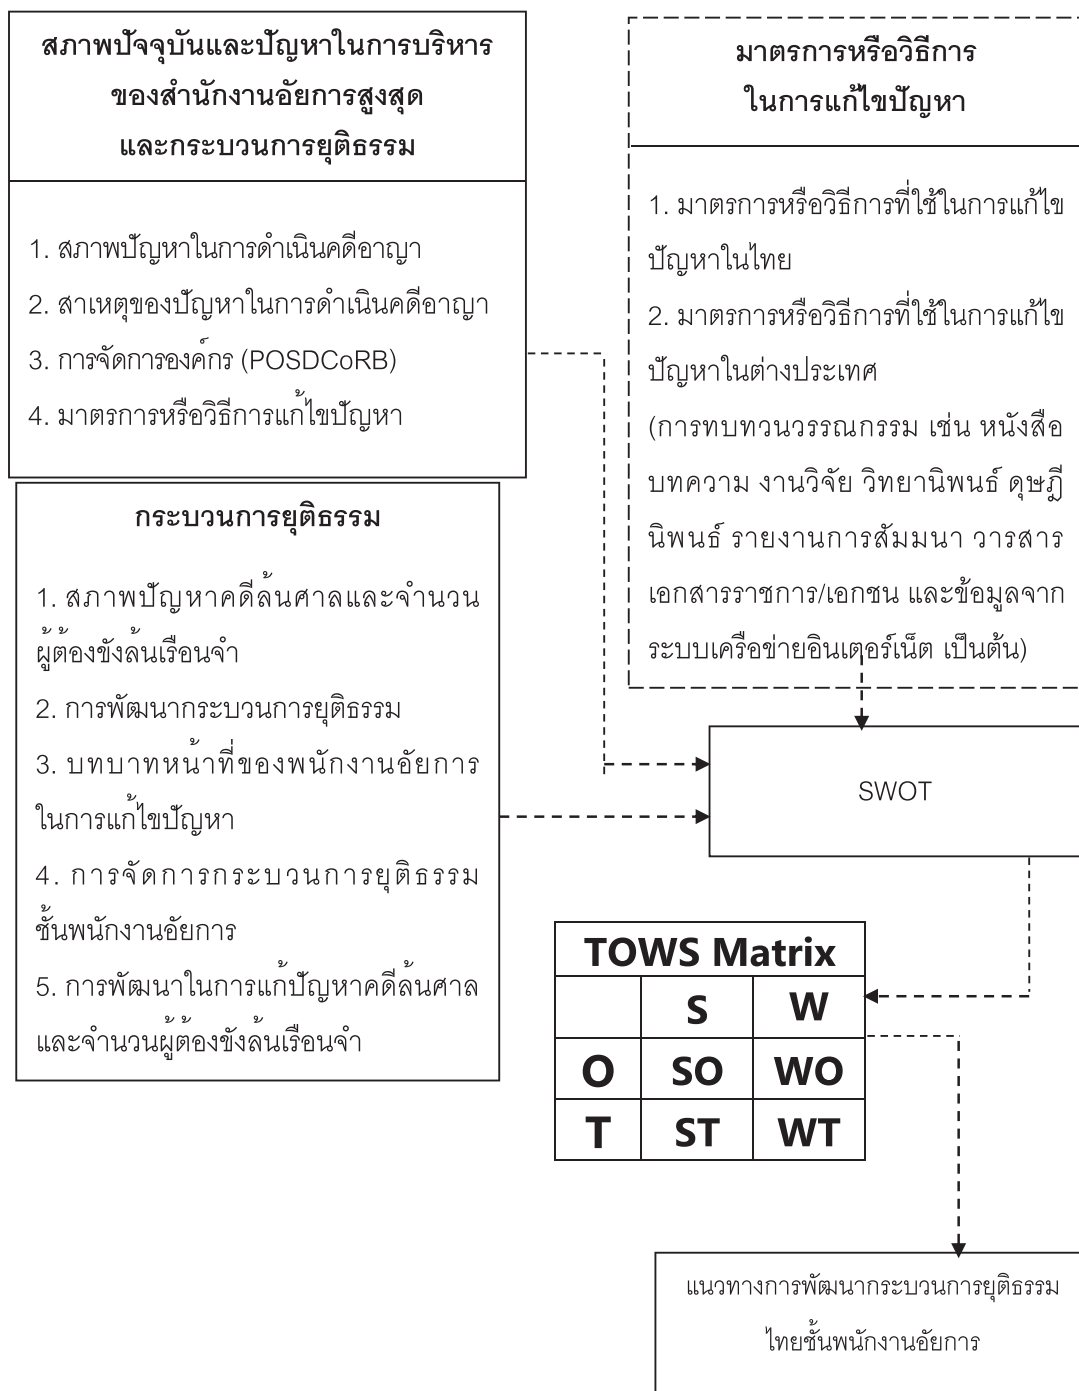 สภาพปัจจุบันและปัญหาในการบริหาร
ของสำนักงานอัยการสูงสุด
และกระบวนการยุติธรรม
1. สภาพปัญหาในการดำเนินคดีอาญา
2. สาเหตุของปัญหาในการดำเนินคดีอาญา
3. การจัดการองค์กร (POSDCoRB)
4. มาตรการหรือวิธีการแก้ไขปัญหา
กระบวนการยุติธรรม
1. สภาพปัญหาคดีล้นศาลและจำนวน
ผู้ต้องขังล้นเรือนจำ
2. การพัฒนากระบวนการยุติธรรม
3. บทบาทหน้าที่ของพนักงานอัยการ
ในการแก้ไขปัญหา
4. การจัดการกระบวนการยุติธรรม
ชั้นพนักงานอัยการ
5. การพัฒนาในการแก้ปัญหาคดีล้นศาล
และจำนวนผู้ต้องขังล้นเรือนจำ
มาตรการหรือวิธีการ
ในการแก้ไขปัญหา
1. มาตรการหรือวิธีการที่ใช้ในการแก้ไข
ปัญหาในไทย
2. มาตรการหรือวิธีการที่ใช้ในการแก้ไข
ปัญหาในต่างประเทศ
(การทบทวนวรรณกรรม เช่น หนังสือ
บทความ งานวิจัย วิทยานิพนธ์ ดุษฎี
นิพนธ์ รายงานการสัมมนา วารสาร
เอกสารราชการ/เอกชน และข้อมูลจาก
ระบบเครือข่ายอินเตอร์เน็ต เป็นต้น)
SWOT
TOWS Matrix
S W
O SO WO
T ST WT
แนวทางการพัฒนากระบวนการยุติธรรม
ไทยชั้นพนักงานอัยการ